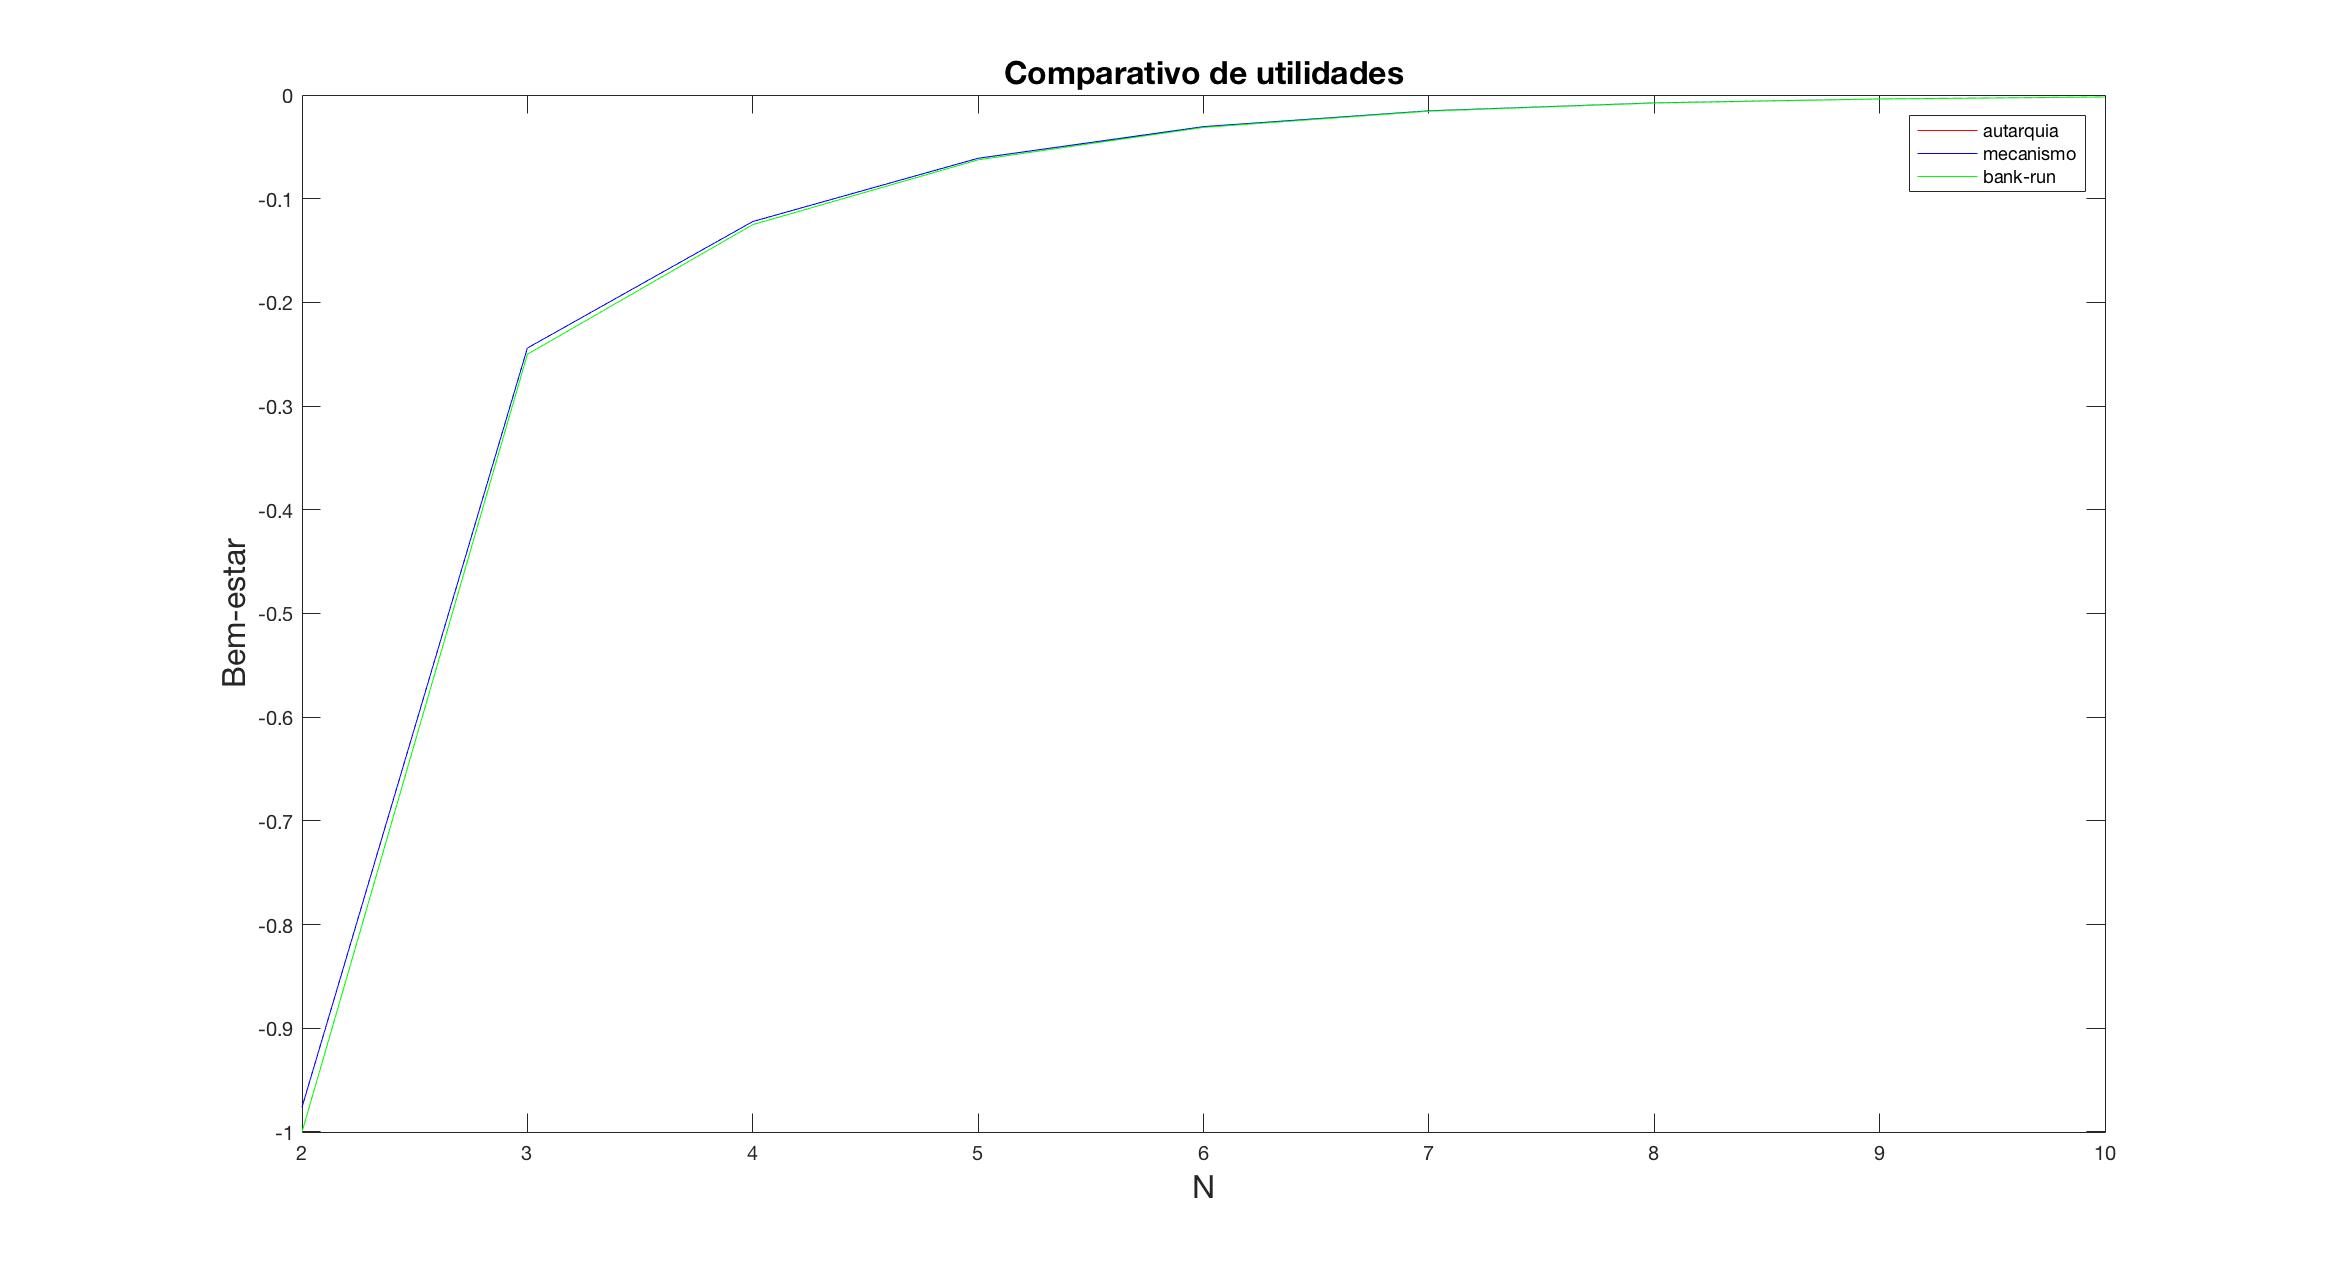 Comparativo de utilidades
0
-0.1
-0.2
-0.3
-0.4
-0.5
-0.6
-0.7
-0.8
-0.9
-1
Bem-estar
autarquia
mecanismo
bank-run
2 3 4 5 6 7 8 9 10
N